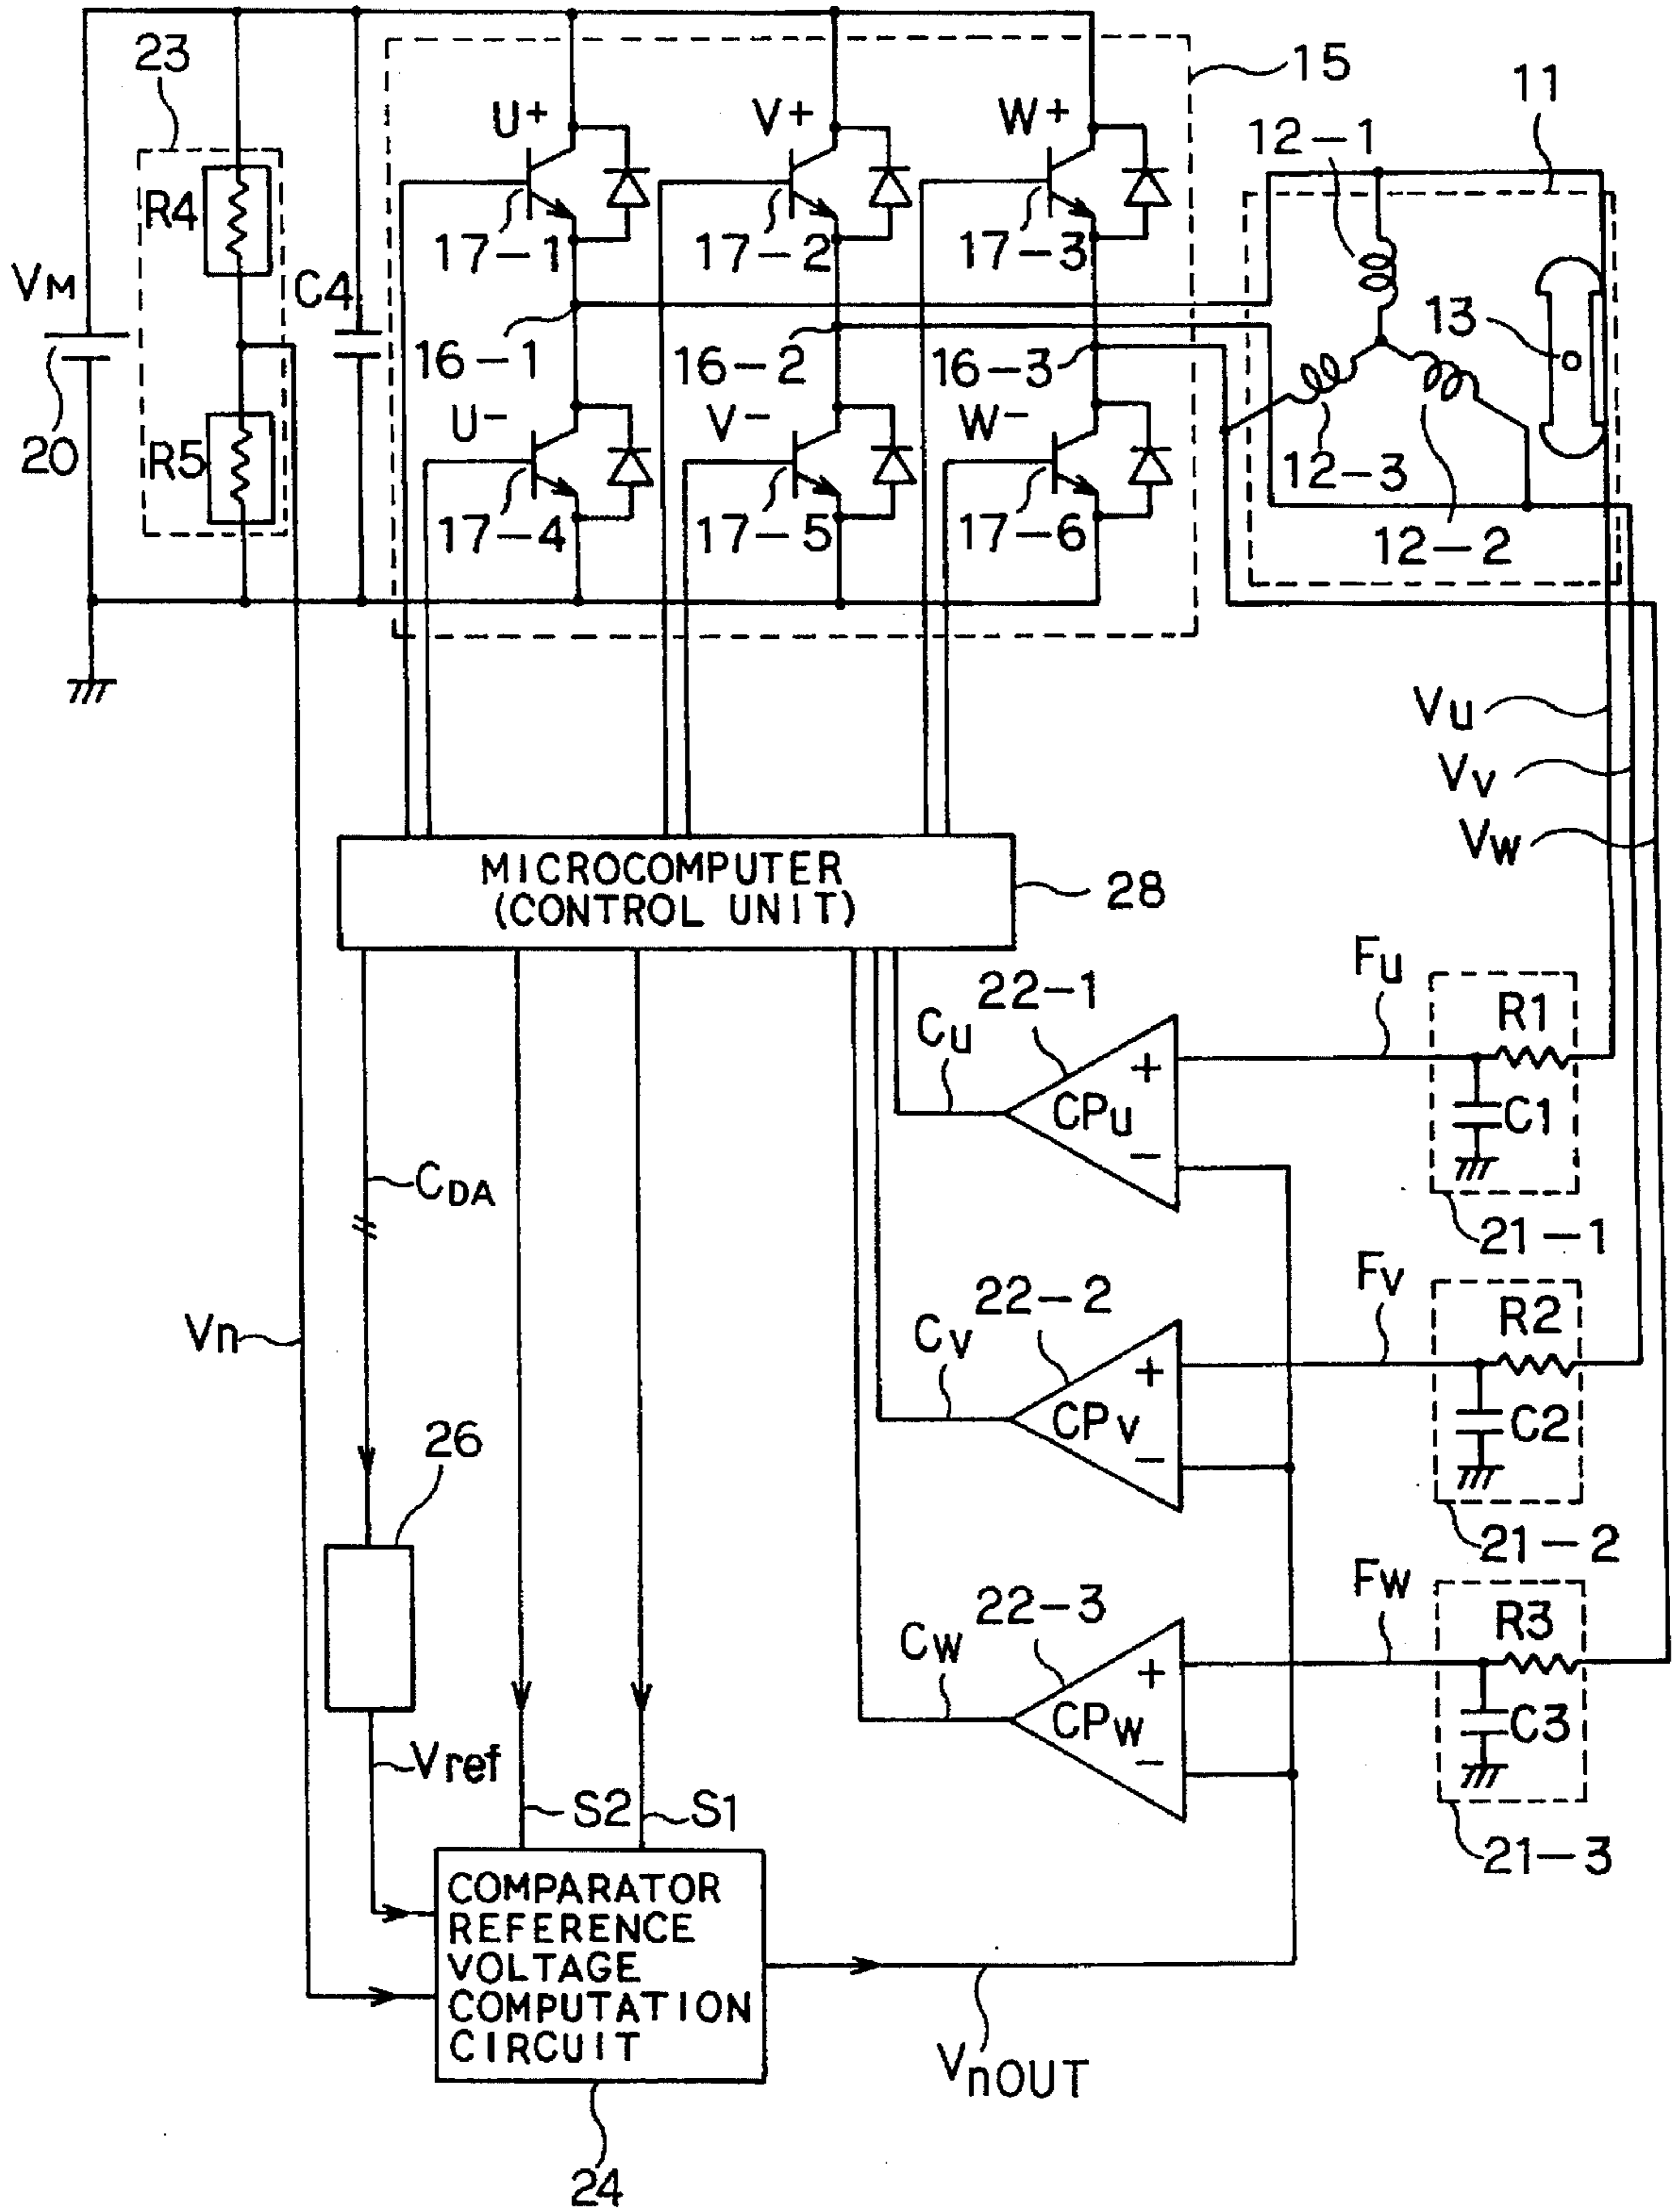 23
15
11
U+
V+
W+
12-1
R4
17-1
17-2
17-3
VM
C4
13
16-1
16-2
16-3
U-
V-
W-
20
R5
12-3
17-4
17-5
17-6
12-2
Vu
Vv
Vw
MICROCOMPUTER
(CONTROL UNIT)
28
Fu
22-1
R1
Cu
+
CPu
C1
-
CDA
21-1
Fv
22-2
R2
Vn
Cv
+
CPv
C2
-
26
21-2
Fw
22-3
R3
Cw
+
CPw
C3
-
Vref
S2
S1
21-3
COMPARATOR
REFERENCE
VOLTAGE
COMPUTATION
CIRCUIT
VnOUT
24